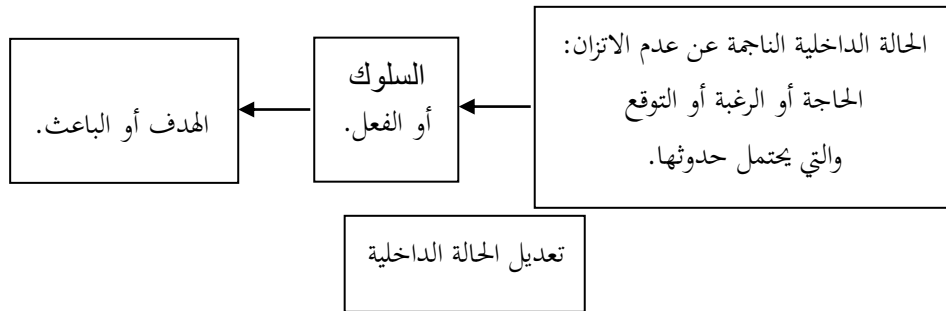 الحالة الداخلية الناجمة عن عدم الاتزان:
الحاجة أو الرغبة أو التوقع
والتي يحتمل حدوثها.
السلوك
أو الفعل.
الهدف أو الباعث.
تعديل الحالة الداخلية